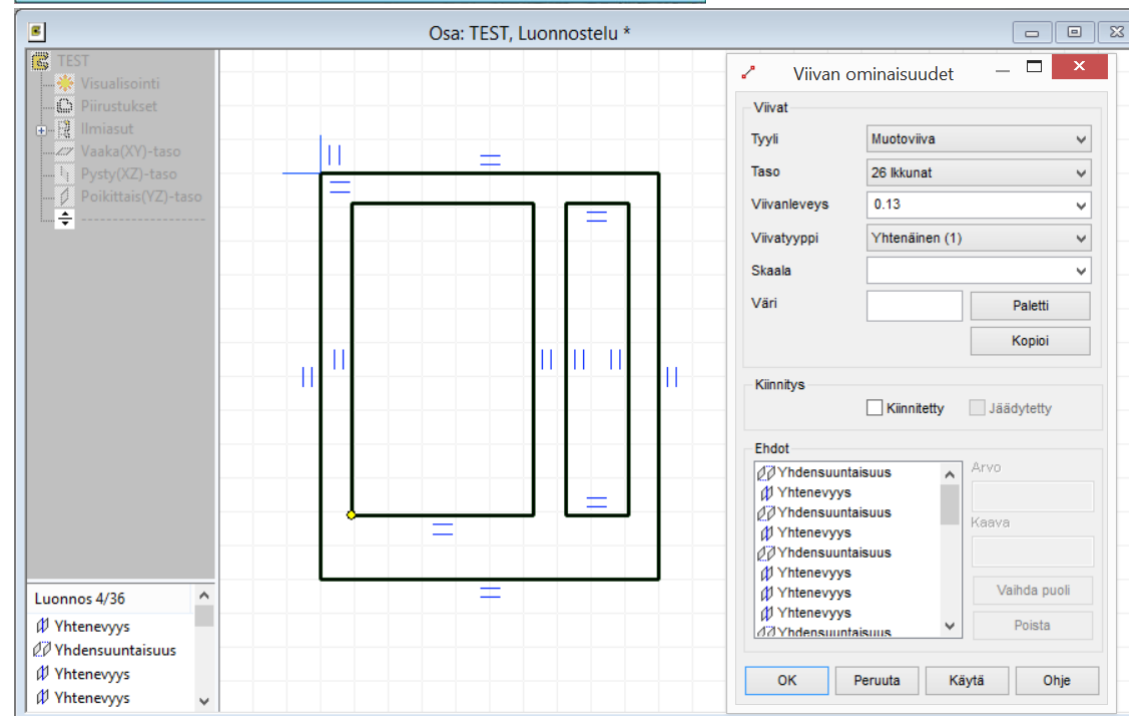 Osa: TEST, Luonnostelu *
TEST
Visualisointi
Piirustukset
Ilmiasut
Vaaka(XY)-taso
Pysty(XZ)-taso
Poikittais(YZ)-taso
--------------------
Luonnos 4/36
Yhtenevyys
Yhdensuuntaisuus
Yhtenevyys
Yhtenevyys
Viivan ominaisuudet
Viivat
Tyyli Muotoviiva
Taso 26 Ikkunat
Viivanleveys 0.13
Viivatyyppi Yhtenäinen (1)
Skaala
Väri Paletti
Kopioi
Kiinnitys
Kiinnitetty Jäädytetty
Ehdot
Yhdensuuntaisuus
Yhtenevyys
Yhdensuuntaisuus
Yhtenevyys
Yhdensuuntaisuus
Yhtenevyys
Yhtenevyys
Yhtenevyys
Yhdensuuntaisuus
Arvo
Kaava
Vaihda puoli
Poista
OK Peruuta Käytä Ohje